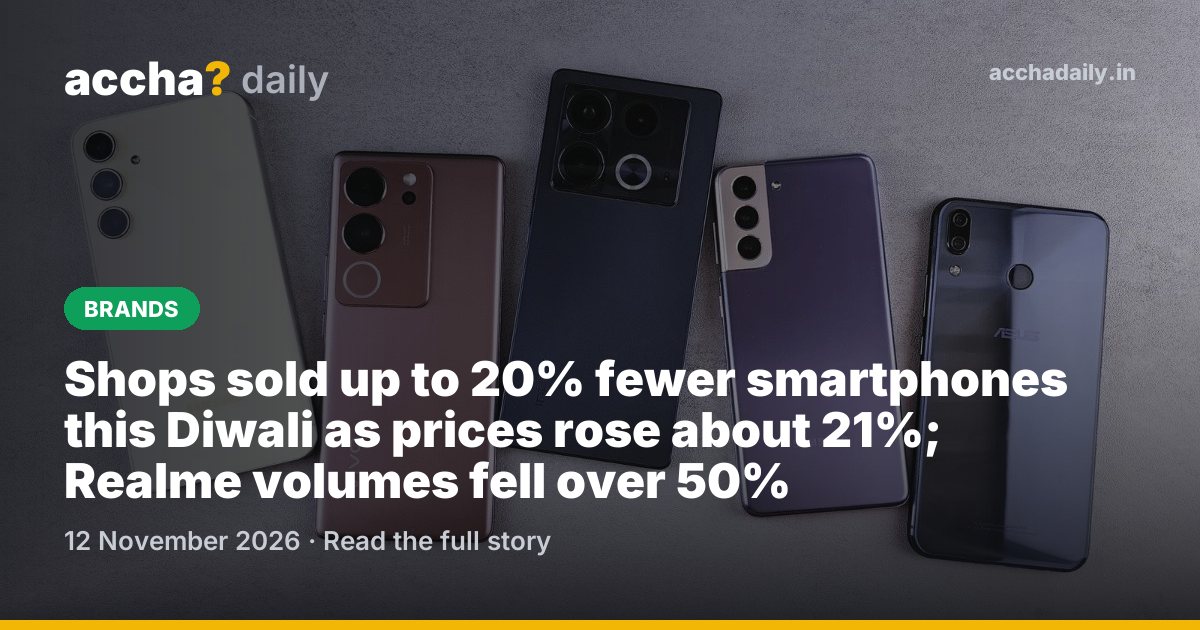 accha? daily
acchadaily.in
BRANDS
Shops sold up to 20% fewer smartphones
this Diwali as prices rose about 21%;
Realme volumes fell over 50%
12 November 2026 · Read the full story
ASUS